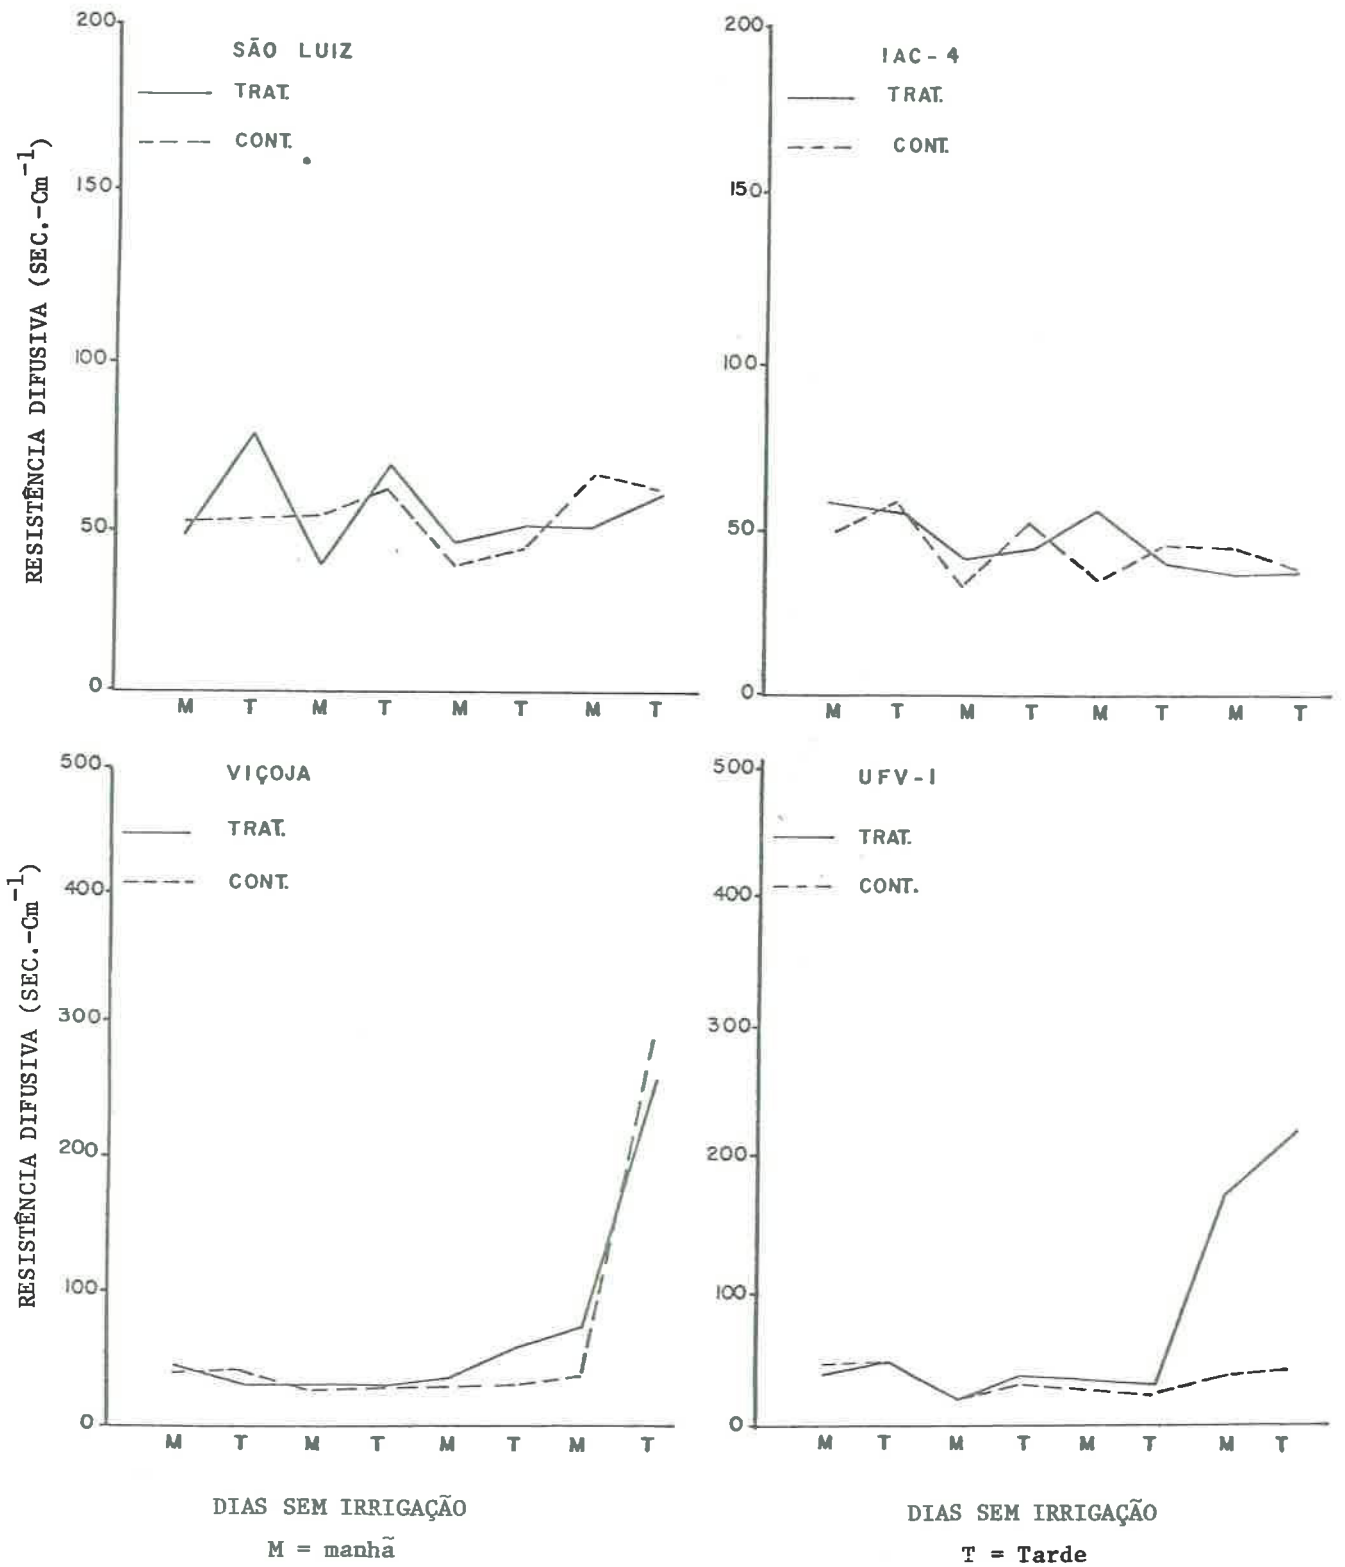 RESISTÊNCIA DIFUSIVA (SEC.-Cm⁻¹)
200
150
100
50
0
SÃO LUIZ
TRAT.
CONT.
M T M T M T M T
200
150
100
50
0
IAC-4
TRAT.
CONT.
M T M T M T M T
RESISTÊNCIA DIFUSIVA (SEC.-Cm⁻¹)
500
400
300
200
100
0
VIÇOJA
TRAT.
CONT.
M T M T M T M T
DIAS SEM IRRIGAÇÃO
M = manhã
500
400
300
200
100
0
UFV-1
TRAT.
CONT.
M T M T M T M T
DIAS SEM IRRIGAÇÃO
T = Tarde